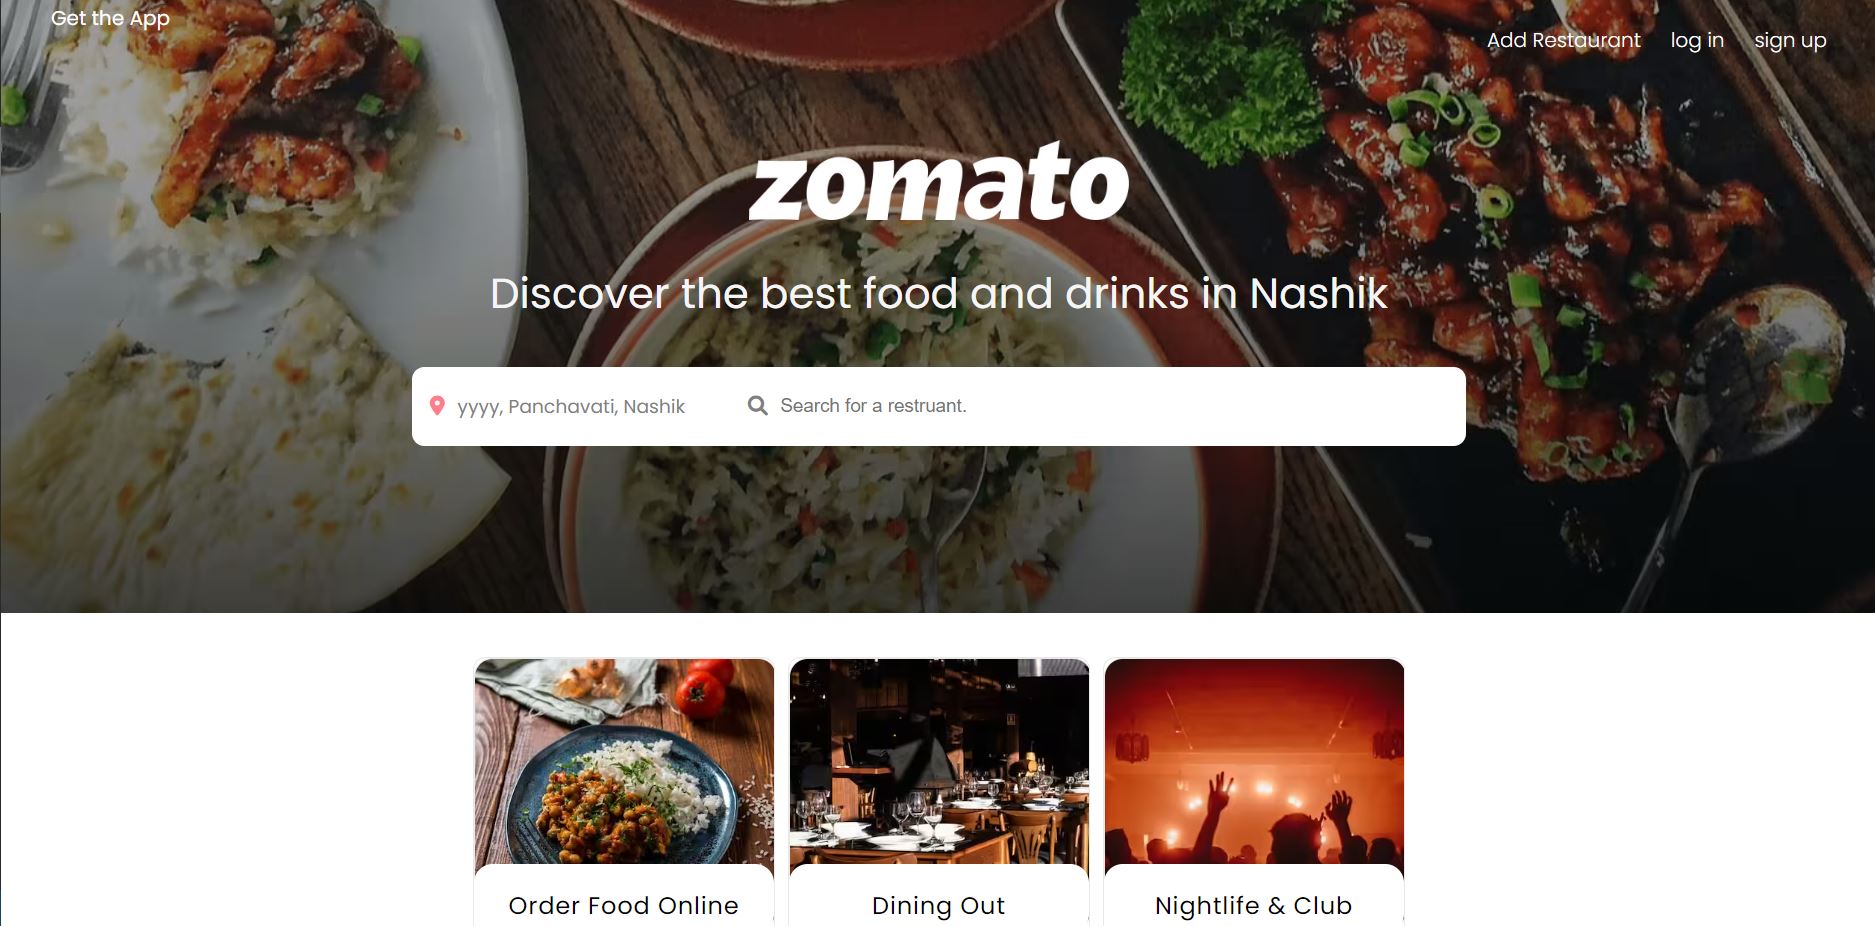 Get the App
Add Restaurant log in sign up
zomato
Discover the best food and drinks in Nashik
yyyy, Panchavati, Nashik Search for a restruant.
Order Food Online Dining Out Nightlife & Club